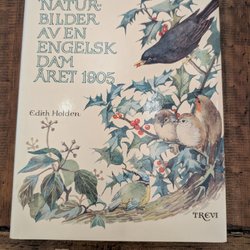 NATUR-
BILDER
AV EN
ENGELSK
DAM
ÅRET 1905
Edith Holden
TREVI